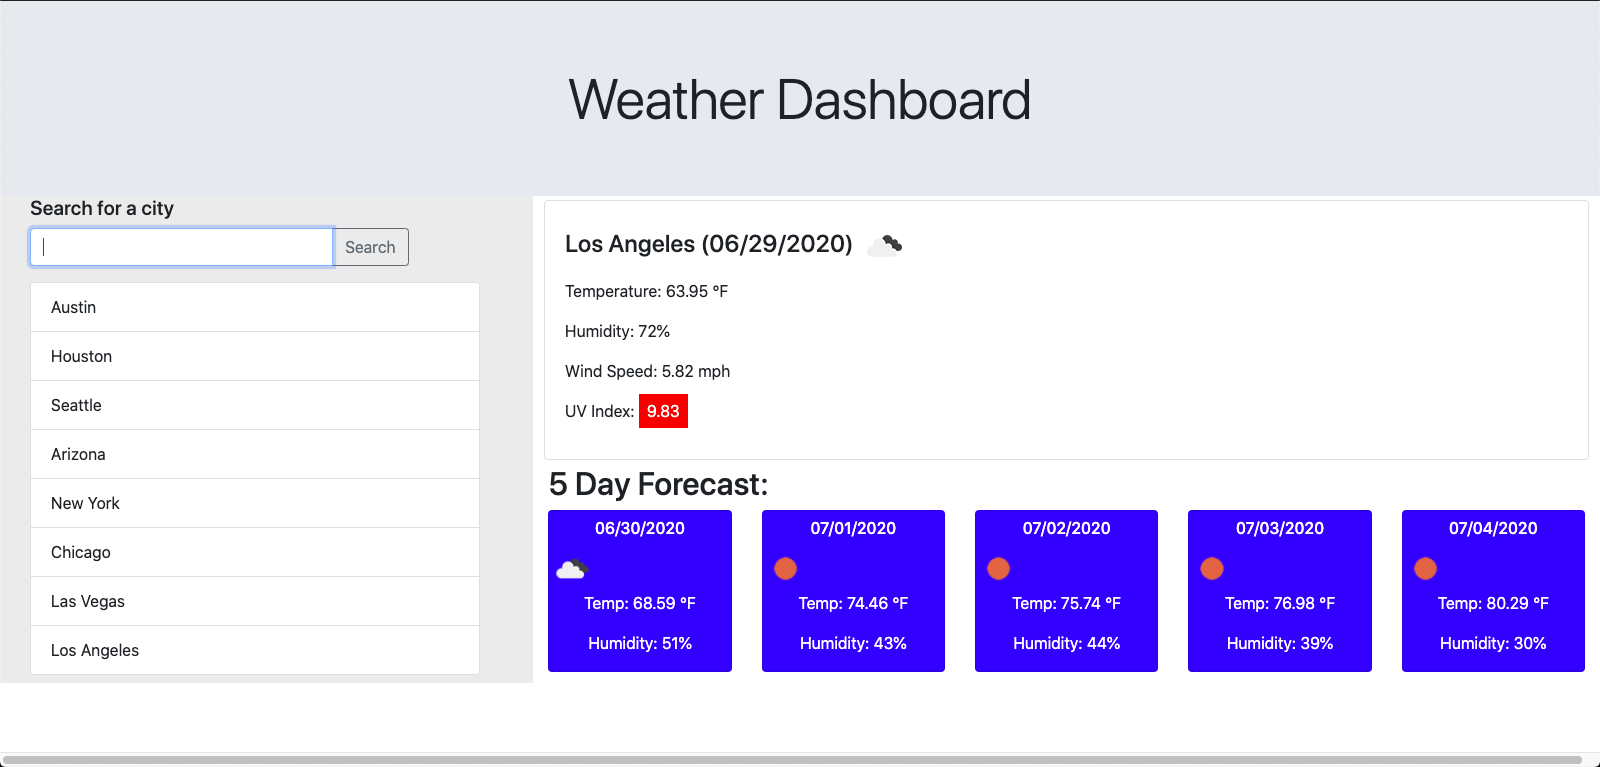 Weather Dashboard
Search for a city
Search
Austin
Houston
Seattle
Arizona
New York
Chicago
Las Vegas
Los Angeles
Los Angeles (06/29/2020)
Temperature: 63.95 °F
Humidity: 72%
Wind Speed: 5.82 mph
UV Index: 9.83
5 Day Forecast:
06/30/2020
Temp: 68.59 °F
Humidity: 51%
07/01/2020
Temp: 74.46 °F
Humidity: 43%
07/02/2020
Temp: 75.74 °F
Humidity: 44%
07/03/2020
Temp: 76.98 °F
Humidity: 39%
07/04/2020
Temp: 80.29 °F
Humidity: 30%